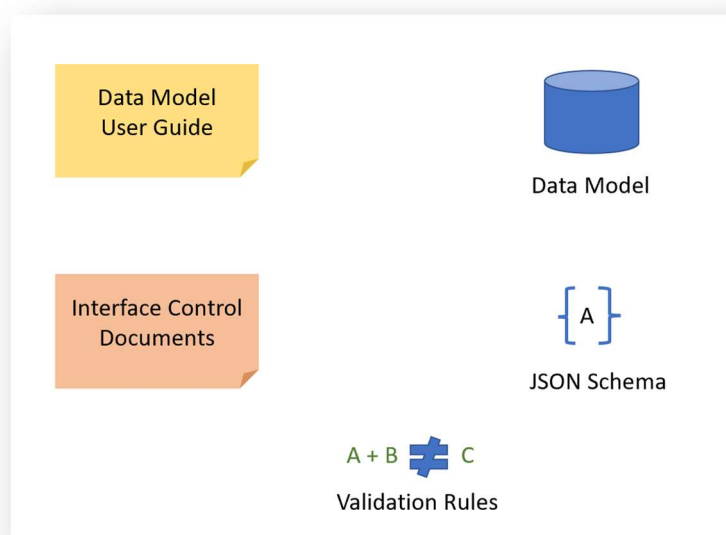 Data Model
User Guide
Data Model
Interface Control
Documents
A
JSON Schema
A + B ≠ C
Validation Rules